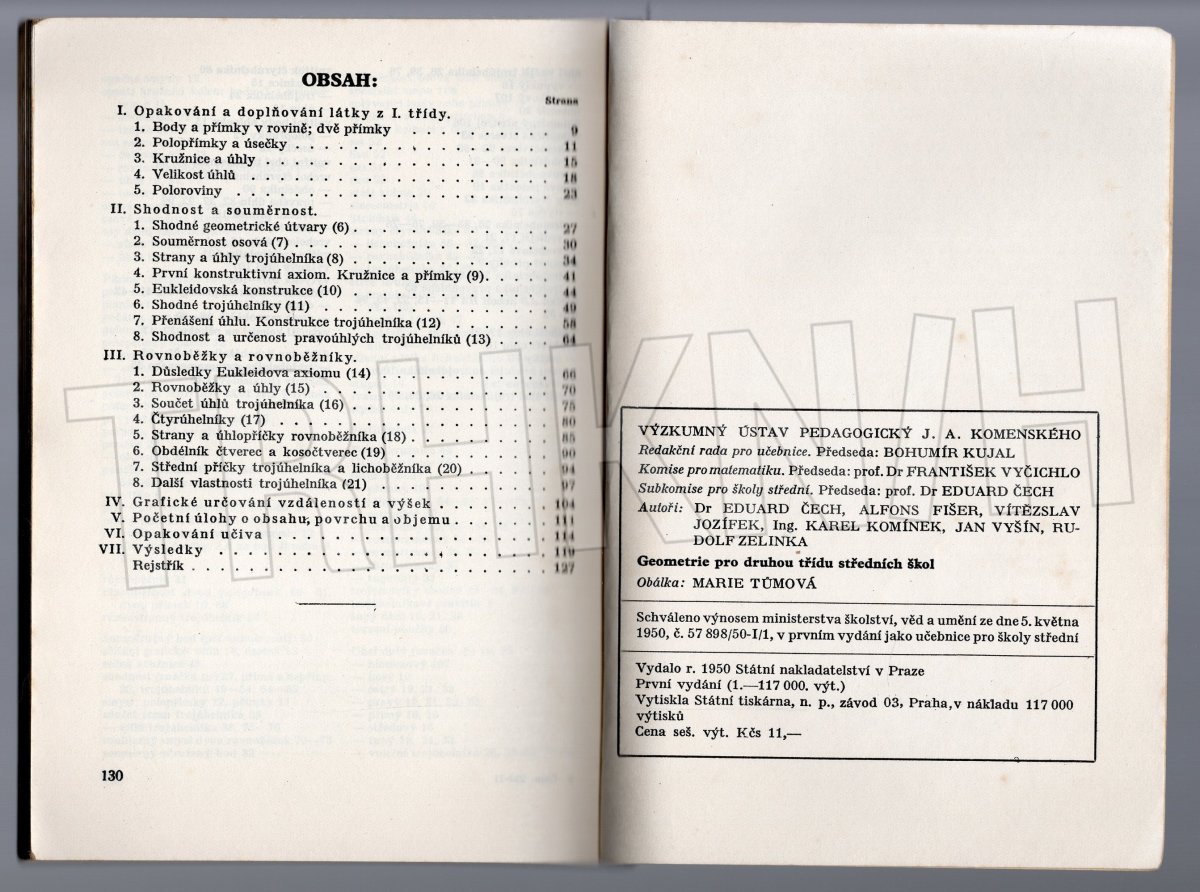 OBSAH:
Strana
I. Opakování a doplňování látky z I. třídy.
1. Body a přímky v rovině; dvě přímky . . . . . . . . . . . 9
2. Polopřímky a úsečky . . . . . . . . . . . . . . . . . . 11
3. Kružnice a úhly . . . . . . . . . . . . . . . . . . . . 15
4. Velikost úhlů . . . . . . . . . . . . . . . . . . . . . 18
5. Poloroviny . . . . . . . . . . . . . . . . . . . . . . 23
II. Shodnost a souměrnost.
1. Shodné geometrické útvary (6) . . . . . . . . . . . . . 27
2. Souměrnost osová (7) . . . . . . . . . . . . . . . . . 30
3. Strany a úhly trojúhelníka (8) . . . . . . . . . . . . . 34
4. První konstruktivní axiom. Kružnice a přímky (9) . . . . 41
5. Eukleidovská konstrukce (10) . . . . . . . . . . . . . . 44
6. Shodné trojúhelníky (11) . . . . . . . . . . . . . . . . 49
7. Přenášení úhlu. Konstrukce trojúhelníka (12) . . . . . . 58
8. Shodnost a určenost pravoúhlých trojúhelníků (13) . . . . 64
III. Rovnoběžky a rovnoběžníky.
1. Důsledky Eukleidova axiomu (14) . . . . . . . . . . . . 66
2. Rovnoběžky a úhly (15) . . . . . . . . . . . . . . . . 70
3. Součet úhlů trojúhelníka (16) . . . . . . . . . . . . . 75
4. Čtyrúhelníky (17) . . . . . . . . . . . . . . . . . . . 80
5. Strany a úhlopříčky rovnoběžníka (18) . . . . . . . . . . 85
6. Obdélník čtverec a kosočtverec (19) . . . . . . . . . . . 90
7. Střední příčky trojúhelníka a lichoběžníka (20) . . . . . 94
8. Další vlastnosti trojúhelníka (21) . . . . . . . . . . . 97
IV. Grafické určování vzdáleností a výšek . . . . . . . . 104
V. Početní úlohy o obsahu, povrchu a objemu . . . . . . . 111
VI. Opakování učiva . . . . . . . . . . . . . . . . . . . 114
VII. Výsledky . . . . . . . . . . . . . . . . . . . . . . 119
Rejstřík . . . . . . . . . . . . . . . . . . . . . . . . 127
130
TRHKNIH
VÝZKUMNÝ ÚSTAV PEDAGOGICKÝ J. A. KOMENSKÉHO
Redakční rada pro učebnice. Předseda: BOHUMÍR KUJAL
Komise pro matematiku. Předseda: prof. Dr FRANTIŠEK VYČICHLO
Subkomise pro školy střední. Předseda: prof. Dr EDUARD ČECH
Autoři: Dr EDUARD ČECH, ALFONS FIŠER, VÍTĚZSLAV
JOZÍFEK, Ing. KAREL KOMÍNEK, JAN VYŠÍN, RU-
DOLF ZELINKA
Geometrie pro druhou třídu středních škol
Obálka: MARIE TŮMOVÁ
Schváleno výnosem ministerstva školství, věd a umění ze dne 5. května
1950, č. 57 898/50-I/1, v prvním vydání jako učebnice pro školy střední
Vydalo r. 1950 Státní nakladatelství v Praze
První vydání (1.—117 000. výt.)
Vytiskla Státní tiskárna, n. p., závod 03, Praha, v nákladu 117 000
výtisků
Cena seš. výt. Kčs 11,—